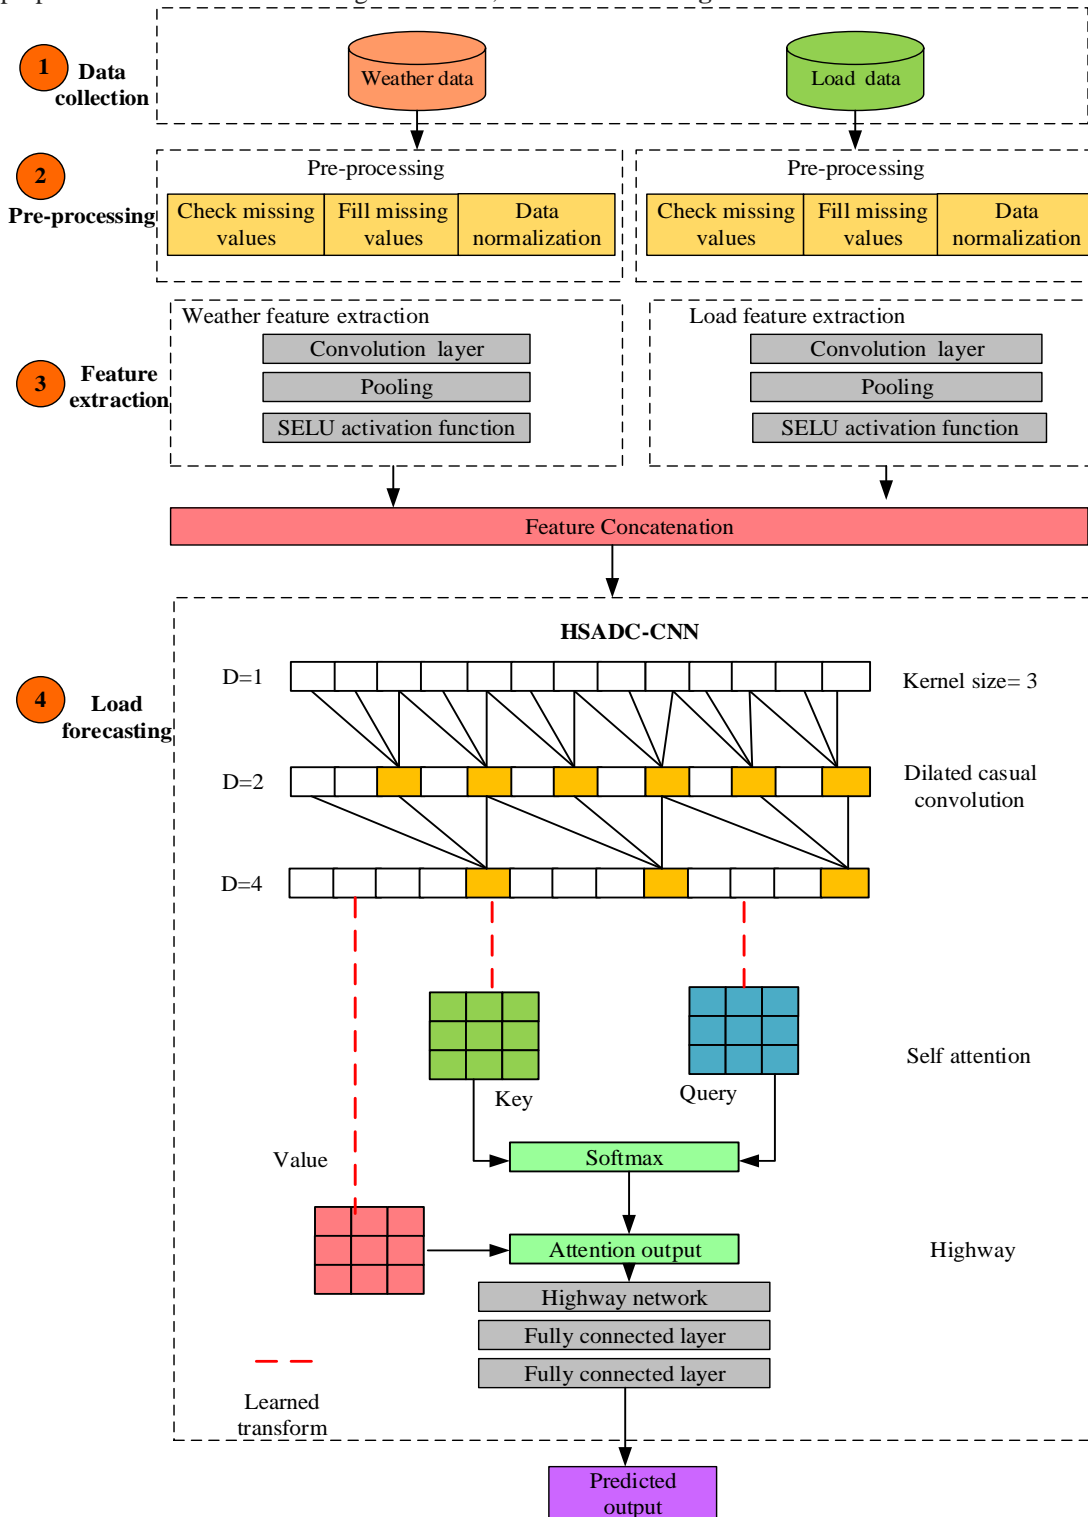 1
Data
collection
Weather data
Load data
2
Pre-processing
Pre-processing
Check missing
values
Fill missing
values
Data
normalization
Pre-processing
Check missing
values
Fill missing
values
Data
normalization
3
Feature
extraction
Weather feature extraction
Convolution layer
Pooling
SELU activation function
Load feature extraction
Convolution layer
Pooling
SELU activation function
Feature Concatenation
4
Load
forecasting
HSADC-CNN
D=1
Kernel size= 3
D=2
Dilated casual
convolution
D=4
Key
Query
Self attention
Value
Softmax
Attention output
Highway
Highway network
Fully connected layer
Fully connected layer
Learned
transform
Predicted
output